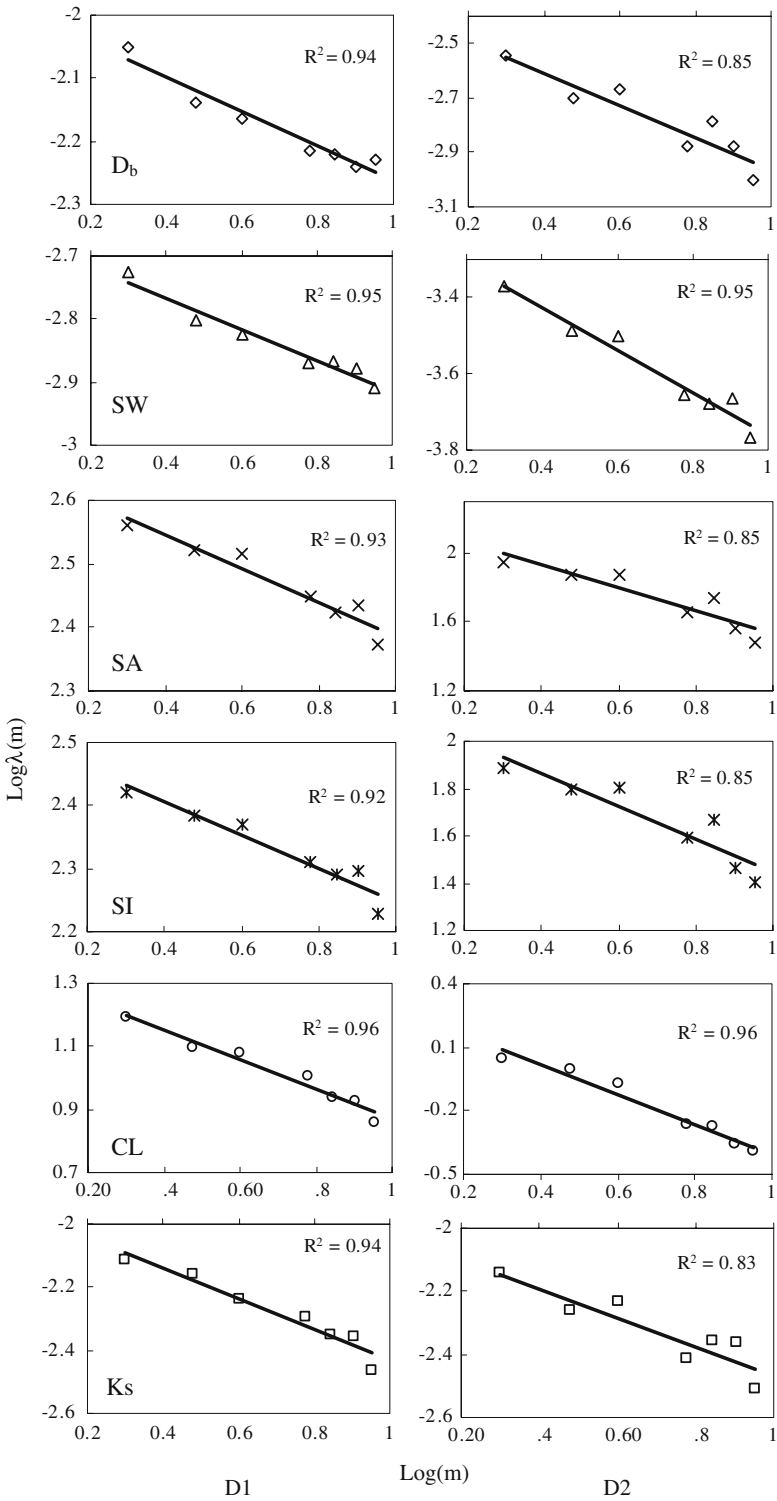 -2
-2.1
-2.2
-2.3
R² = 0.94
D_b
0.2 0.4 0.6 0.8 1
-2.5
-2.7
-2.9
-3.1
R² = 0.85
0.2 0.4 0.6 0.8 1
-2.7
-2.8
-2.9
-3
R² = 0.95
SW
0.2 0.4 0.6 0.8 1
-3.4
-3.6
-3.8
R² = 0.95
0.2 0.4 0.6 0.8 1
2.6
2.5
2.4
2.3
R² = 0.93
SA
0.2 0.4 0.6 0.8 1
2
1.6
1.2
R² = 0.85
0.2 0.4 0.6 0.8 1
Logλ(m)
2.5
2.4
2.3
2.2
R² = 0.92
SI
0.2 0.4 0.6 0.8 1
2
1.8
1.6
1.4
1.2
R² = 0.85
0.2 0.4 0.6 0.8 1
1.3
1.1
0.9
0.7
R² = 0.96
CL
0.20 .4 0.60 0.8 1
0.4
0.1
-0.2
-0.5
R² = 0.96
0.2 0.4 0.6 0.8 1
-2
-2.2
-2.4
-2.6
R² = 0.94
Ks
0.2 0.4 0.6 0.8 1
-2
-2.2
-2.4
-2.6
R² = 0.83
0.20 .4 0.60 .8 1
Log(m)
D1 D2